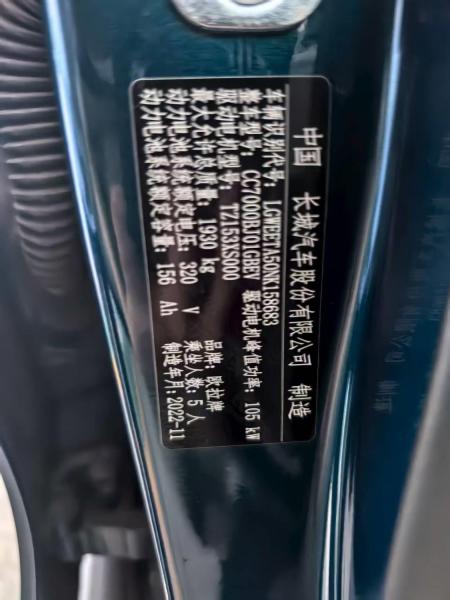 中国 长城汽车股份有限公司 制造
车辆识别代号：LGWEETA50NK158683
整车型号：CC7000BJ01GBEV 驱动电机峰值功率：105 kW
驱动电机型号：TZ153XS000
最大允许总质量：1930 kg 品牌：欧拉牌
动力电池系统额定电压：320 V 乘坐人数：5人
动力电池系统额定容量：156 Ah 制造年月：2022-11